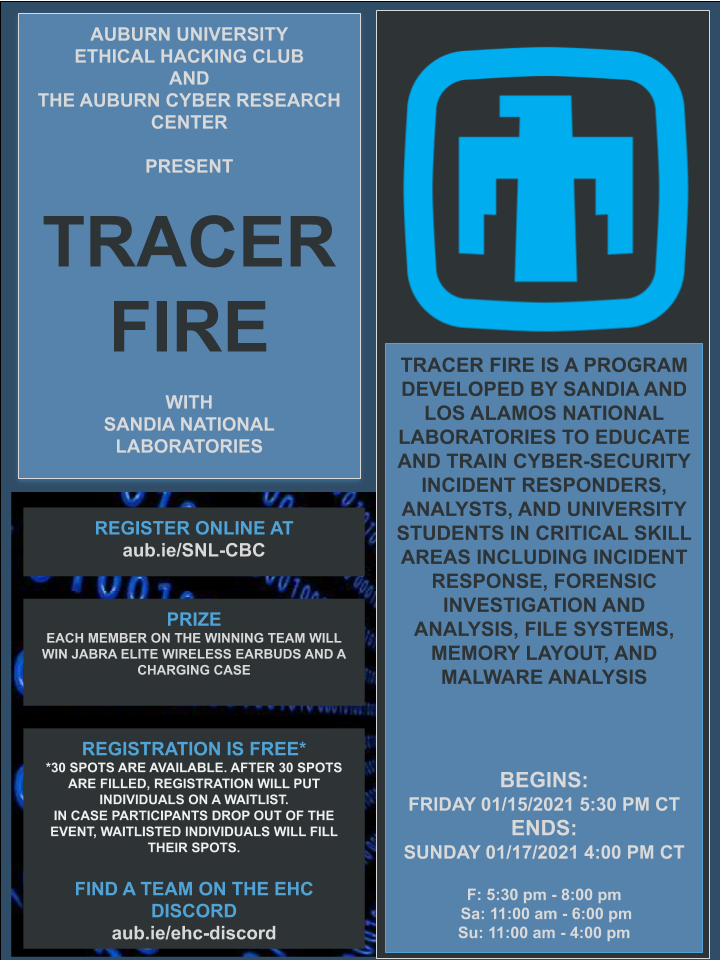 AUBURN UNIVERSITY
ETHICAL HACKING CLUB
AND
THE AUBURN CYBER RESEARCH
CENTER
PRESENT
TRACER
FIRE
WITH
SANDIA NATIONAL
LABORATORIES
REGISTER ONLINE AT
aub.ie/SNL-CBC
PRIZE
EACH MEMBER ON THE WINNING TEAM WILL
WIN JABRA ELITE WIRELESS EARBUDS AND A
CHARGING CASE
REGISTRATION IS FREE*
*30 SPOTS ARE AVAILABLE. AFTER 30 SPOTS
ARE FILLED, REGISTRATION WILL PUT
INDIVIDUALS ON A WAITLIST.
IN CASE PARTICIPANTS DROP OUT OF THE
EVENT, WAITLISTED INDIVIDUALS WILL FILL
THEIR SPOTS.
FIND A TEAM ON THE EHC
DISCORD
aub.ie/ehc-discord
TRACER FIRE IS A PROGRAM
DEVELOPED BY SANDIA AND
LOS ALAMOS NATIONAL
LABORATORIES TO EDUCATE
AND TRAIN CYBER-SECURITY
INCIDENT RESPONDERS,
ANALYSTS, AND UNIVERSITY
STUDENTS IN CRITICAL SKILL
AREAS INCLUDING INCIDENT
RESPONSE, FORENSIC
INVESTIGATION AND
ANALYSIS, FILE SYSTEMS,
MEMORY LAYOUT, AND
MALWARE ANALYSIS
BEGINS:
FRIDAY 01/15/2021 5:30 PM CT
ENDS:
SUNDAY 01/17/2021 4:00 PM CT
F: 5:30 pm - 8:00 pm
Sa: 11:00 am - 6:00 pm
Su: 11:00 am - 4:00 pm